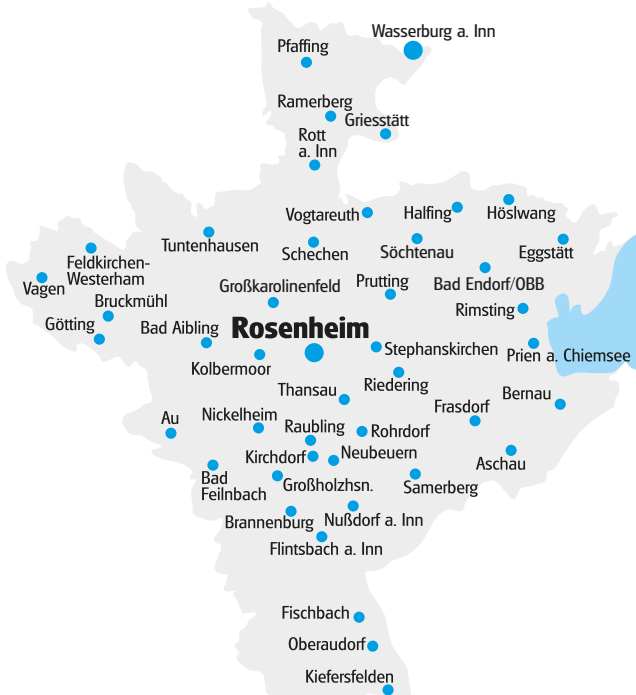 Wasserburg a. Inn
Pfaffing
Ramerberg
Griesstätt
Rott
a. Inn
Vogtareuth
Halfing
Höslwang
Tuntenhausen
Schechen
Söchtenau
Eggstätt
Feldkirchen-
Westerham
Vagen
Bruckmühl
Großkarolinenfeld
Prutting
Bad Endorf/OBB
Rimsting
Götting
Bad Aibling
Rosenheim
Stephanskirchen
Prien a. Chiemsee
Kolbermoor
Riedering
Thansau
Bernau
Frasdorf
Au
Nickelheim
Raubling
Rohrdorf
Kirchdorf
Neubeuern
Aschau
Bad
Feilnbach
Großholzhsn.
Samerberg
Brannenburg
Nußdorf a. Inn
Flintsbach a. Inn
Fischbach
Oberaudorf
Kiefersfelden